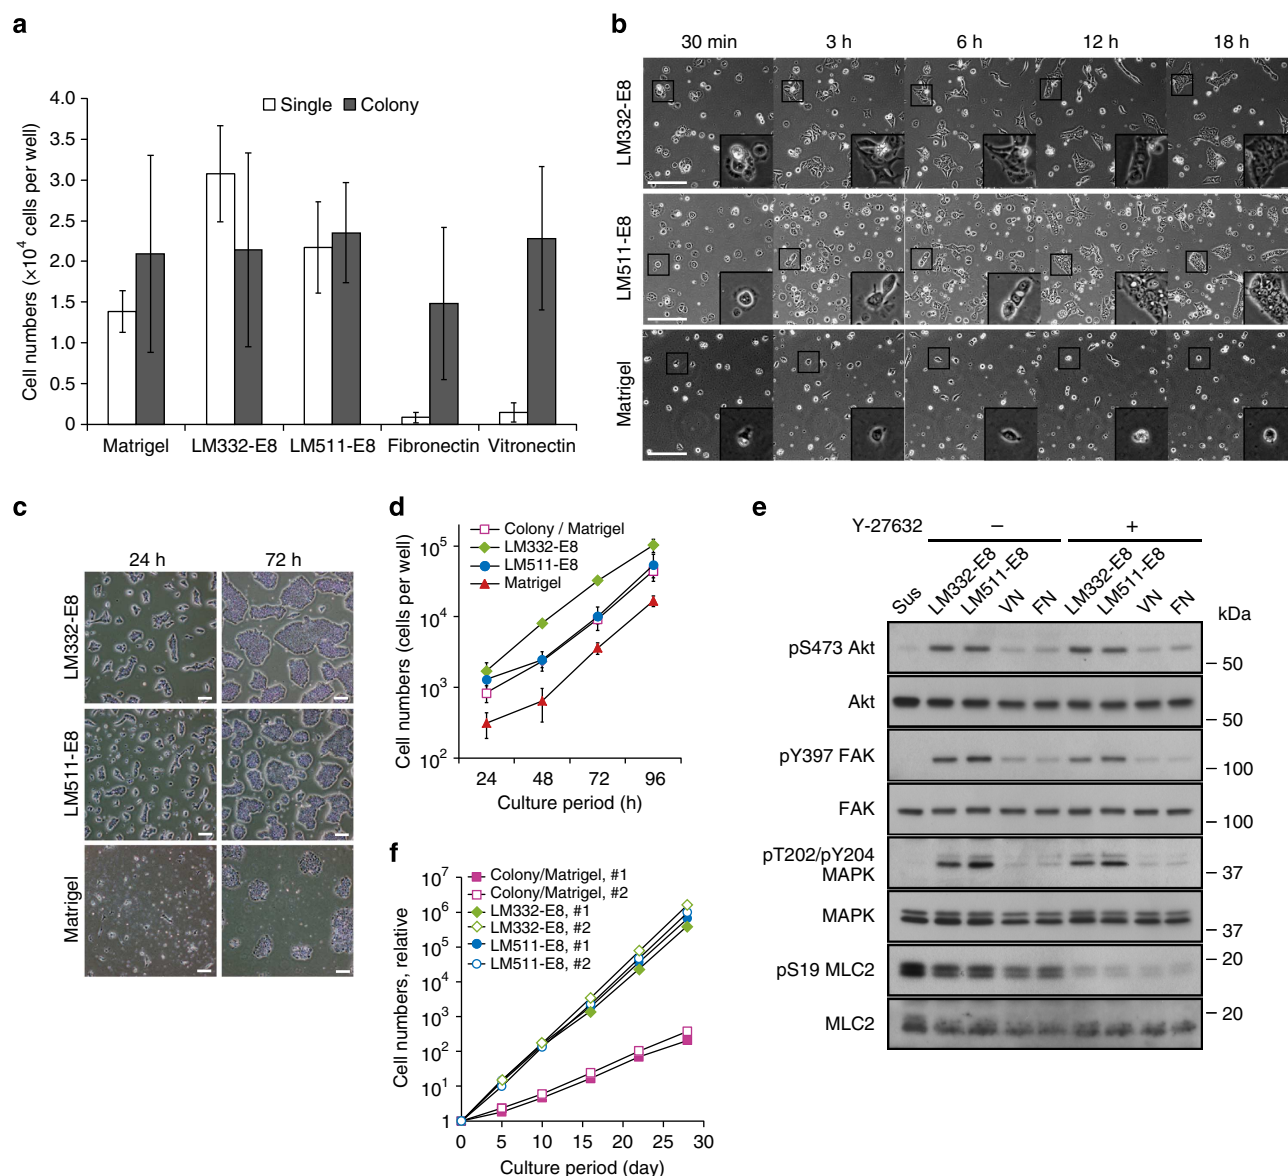 a
Cell numbers (×10⁴ cells per well)
4.0
3.5
3.0
2.5
2.0
1.5
1.0
0.5
0
Single
Colony
Matrigel
LM332-E8
LM511-E8
Fibronectin
Vitronectin
b
30 min
3 h
6 h
12 h
18 h
LM332-E8
LM511-E8
Matrigel
c
24 h
72 h
LM332-E8
LM511-E8
Matrigel
d
Cell numbers (cells per well)
10⁵
10⁴
10³
10²
Colony / Matrigel
LM332-E8
LM511-E8
Matrigel
24
48
72
96
Culture period (h)
e
Y-27632
−
+
Sus
LM332-E8
LM511-E8
VN
FN
LM332-E8
LM511-E8
VN
FN
kDa
pS473 Akt
50
Akt
50
pY397 FAK
100
FAK
100
pT202/pY204
MAPK
37
MAPK
37
pS19 MLC2
20
MLC2
20
f
Cell numbers, relative
10⁷
10⁶
10⁵
10⁴
10³
10²
10
1
Colony/Matrigel, #1
Colony/Matrigel, #2
LM332-E8, #1
LM332-E8, #2
LM511-E8, #1
LM511-E8, #2
0
5
10
15
20
25
30
Culture period (day)